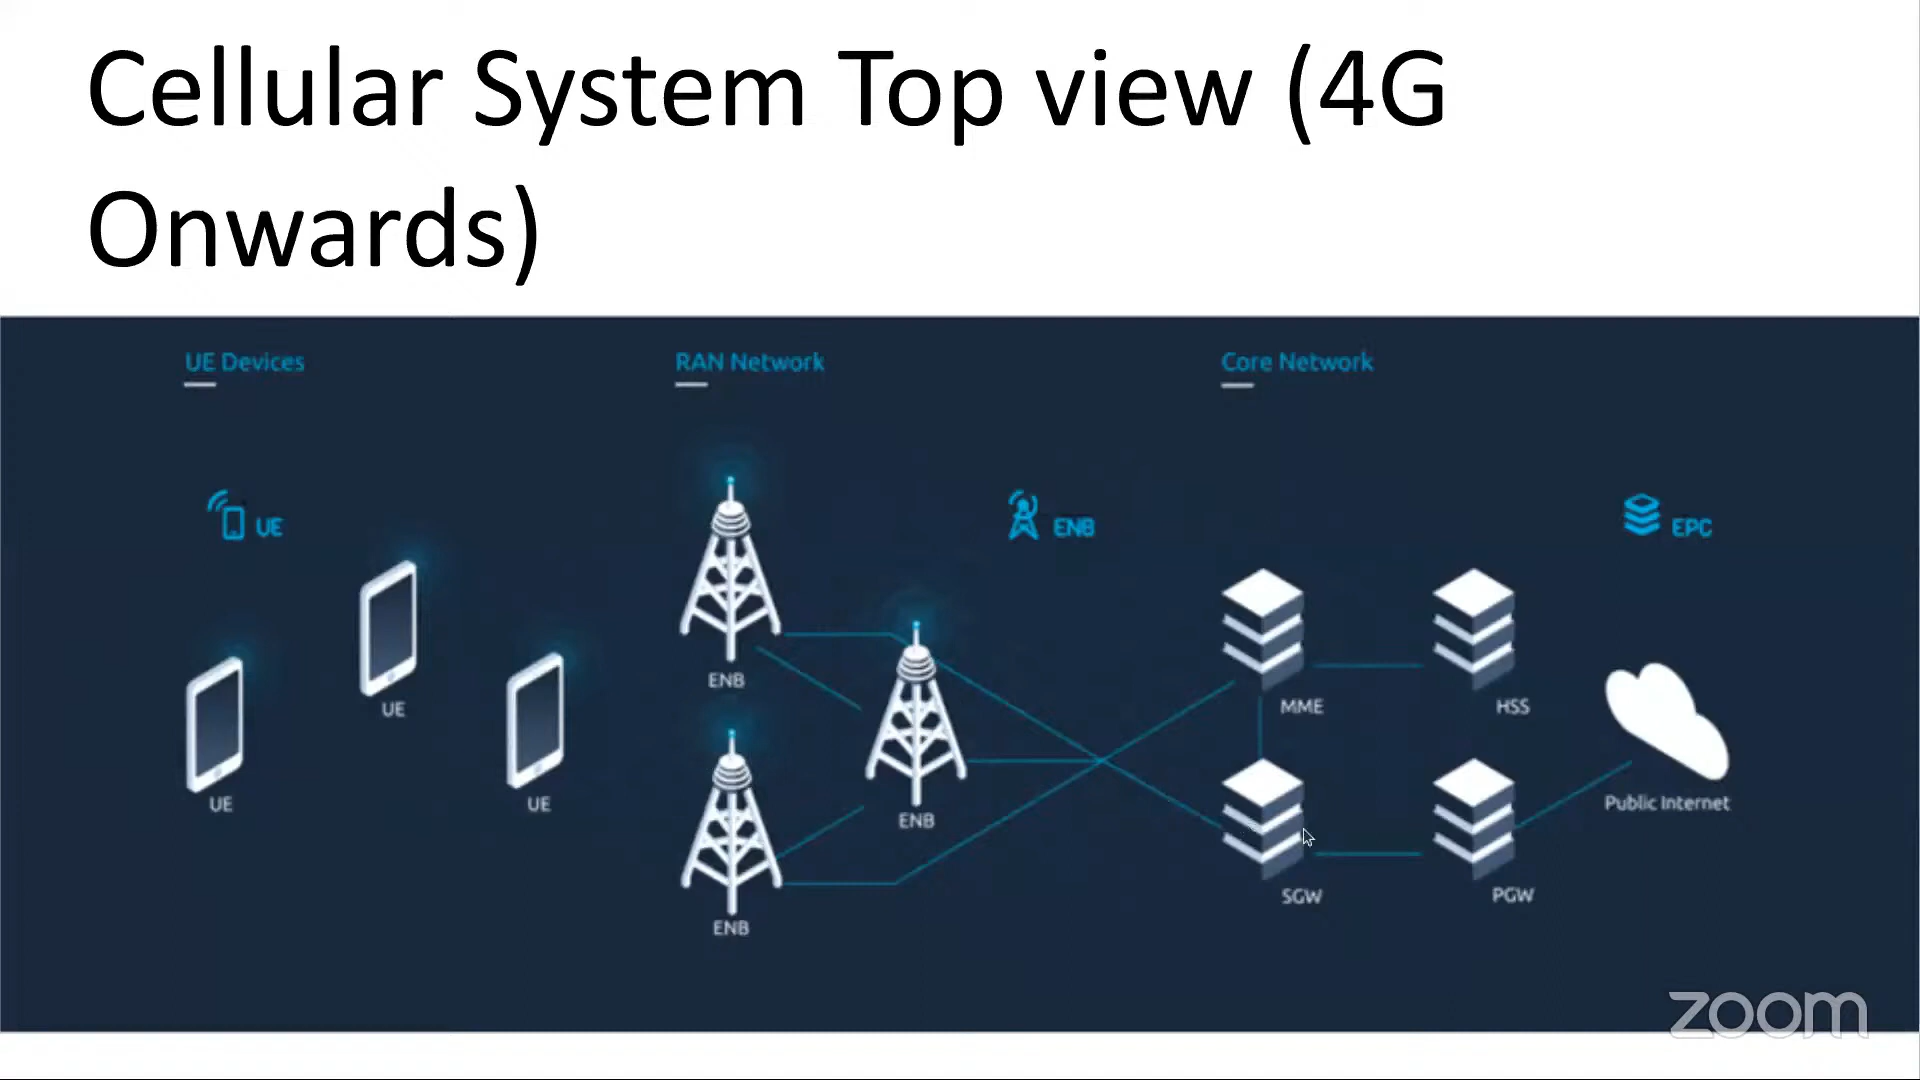 Cellular System Top view (4G
Onwards)
UE Devices
RAN Network
Core Network
UE
ENB
EPC
UE
UE
UE
ENB
ENB
ENB
MME
HSS
SGW
PGW
Public Internet
zoom